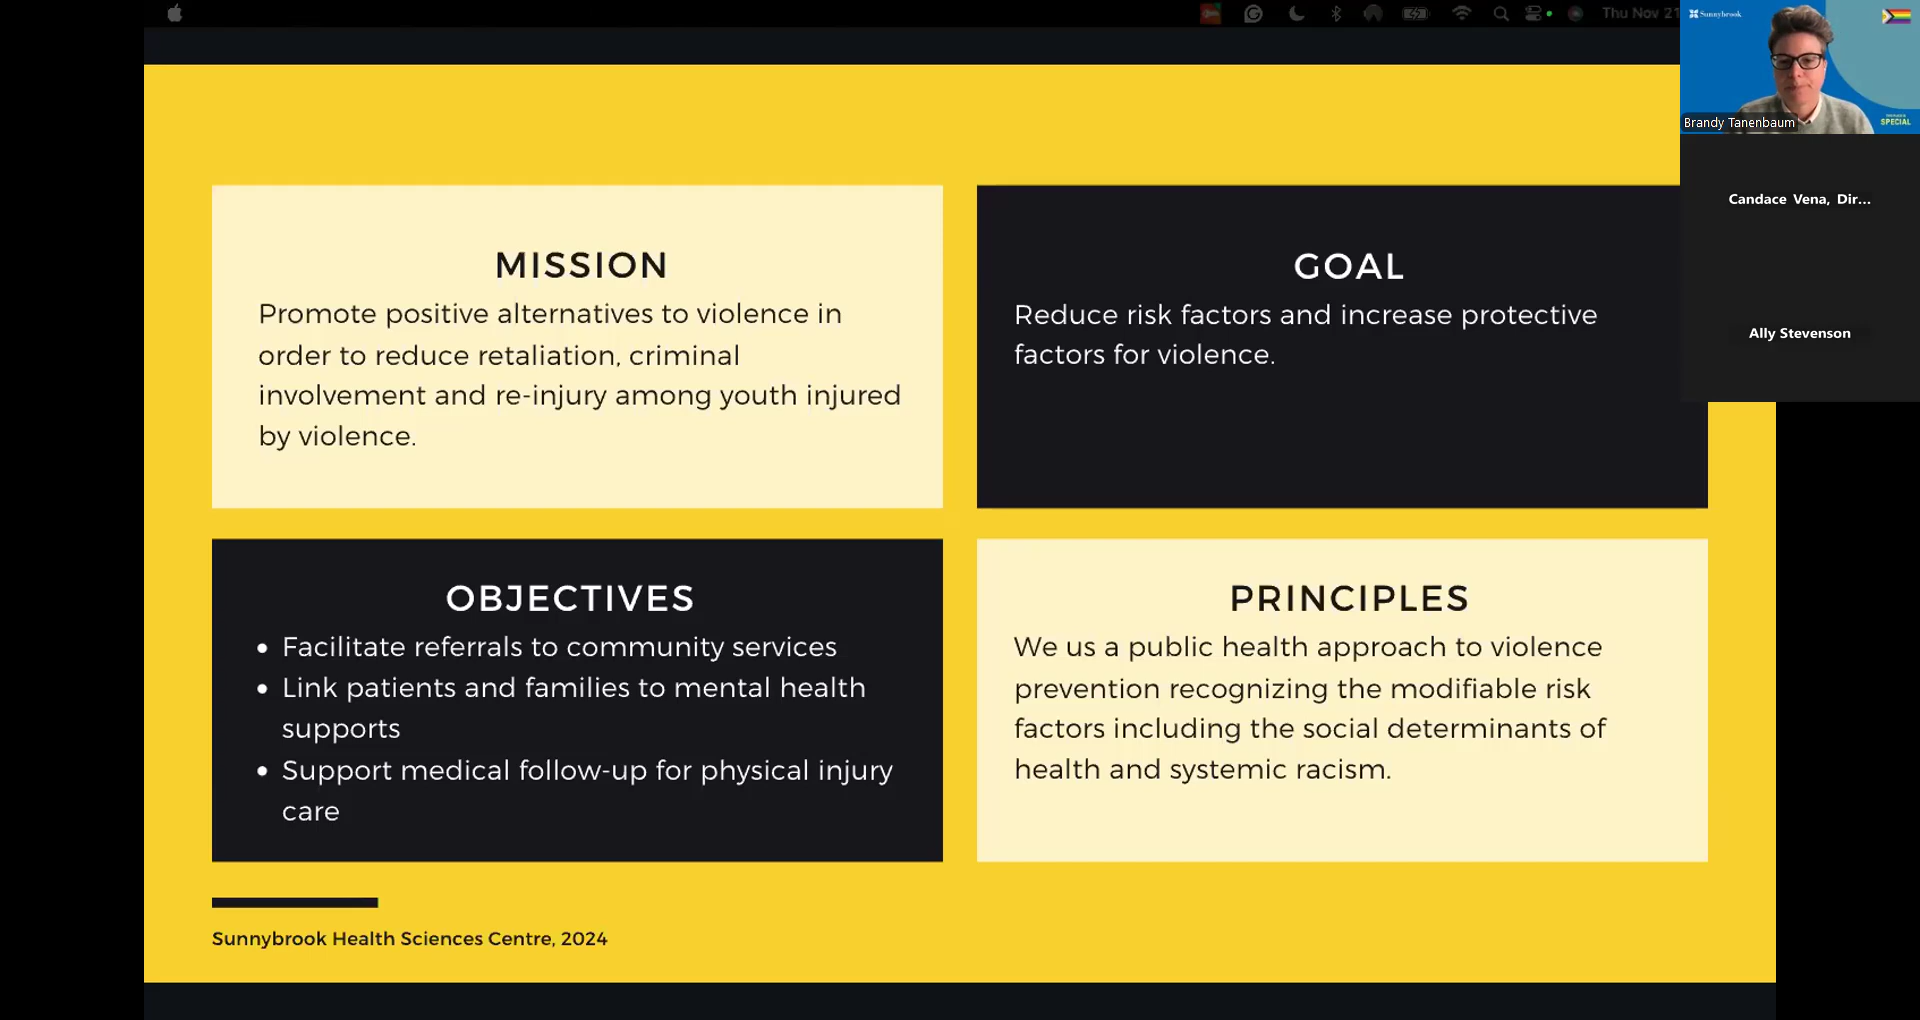 Thu Nov 21
Sunnybrook
SPECIAL
Brandy Tanenbaum
Candace Vena, Dir...
Ally Stevenson
MISSION
Promote positive alternatives to violence in
order to reduce retaliation, criminal
involvement and re-injury among youth injured
by violence.
GOAL
Reduce risk factors and increase protective
factors for violence.
OBJECTIVES
• Facilitate referrals to community services
• Link patients and families to mental health
supports
• Support medical follow-up for physical injury
care
PRINCIPLES
We us a public health approach to violence
prevention recognizing the modifiable risk
factors including the social determinants of
health and systemic racism.
Sunnybrook Health Sciences Centre, 2024